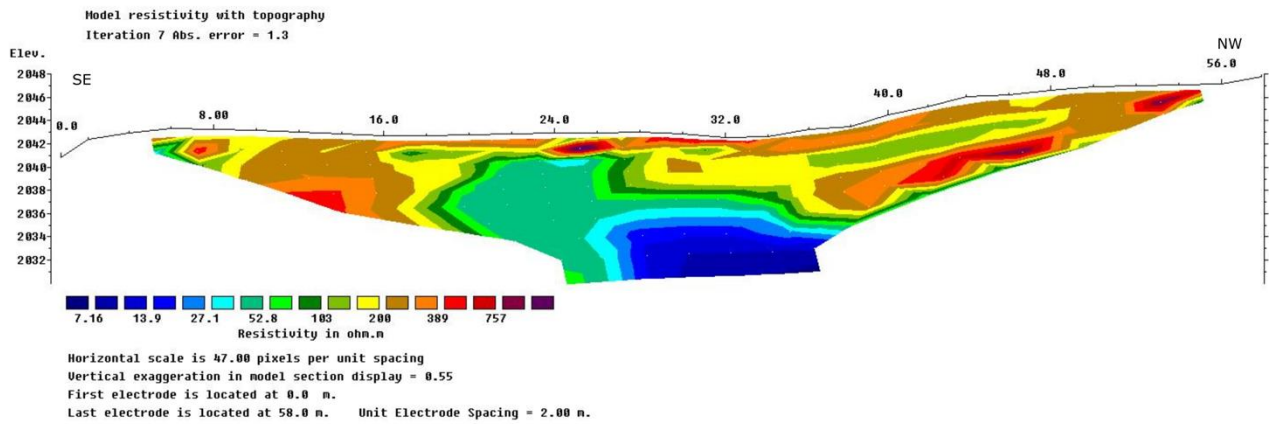 Model resistivity with topography
Iteration 7 Abs. error = 1.3
Elev.
SE
NW
2048
2046
2044
2042
2040
2038
2036
2034
2032
0.0
8.00
16.0
24.0
32.0
40.0
48.0
56.0
7.16 13.9 27.1 52.8 103 200 389 757
Resistivity in ohm.m
Horizontal scale is 47.00 pixels per unit spacing
Vertical exaggeration in model section display = 0.55
First electrode is located at 0.0 m.
Last electrode is located at 58.0 m. Unit Electrode Spacing = 2.00 m.